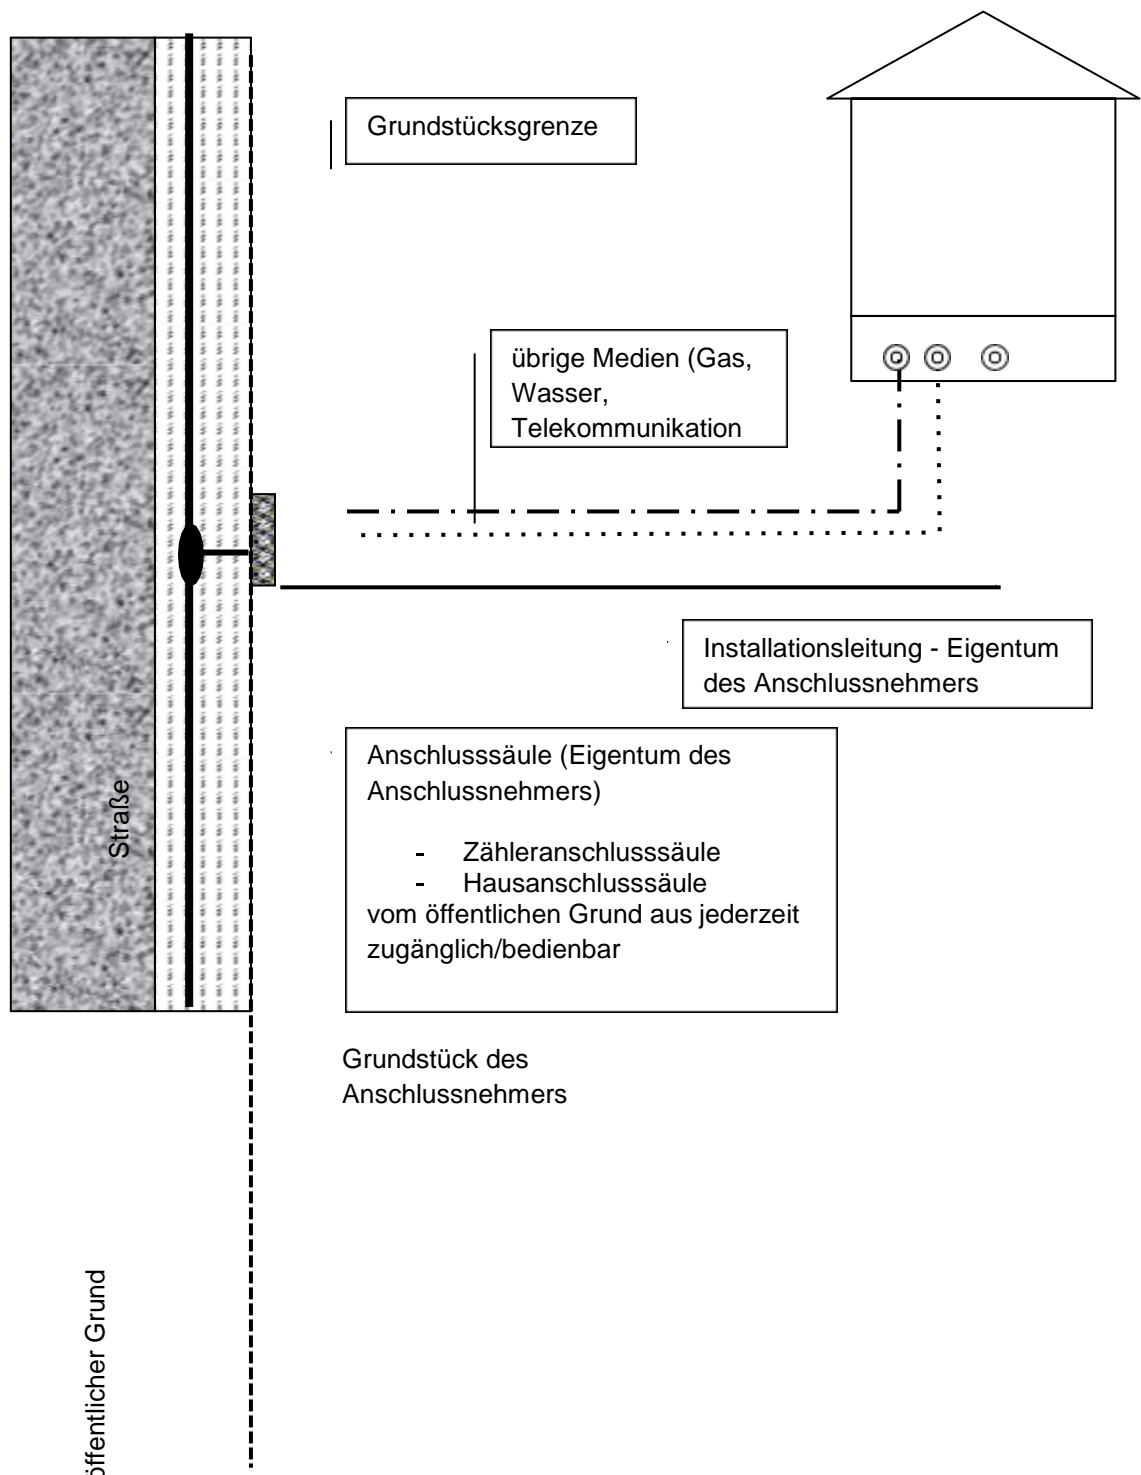 Grundstücksgrenze
übrige Medien (Gas,
Wasser,
Telekommunikation
Installationsleitung - Eigentum
des Anschlussnehmers
Straße
Anschlusssäule (Eigentum des
Anschlussnehmers)
- Zähleranschlusssäule
- Hausanschlusssäule
vom öffentlichen Grund aus jederzeit
zugänglich/bedienbar
Grundstück des
Anschlussnehmers
öffentlicher Grund